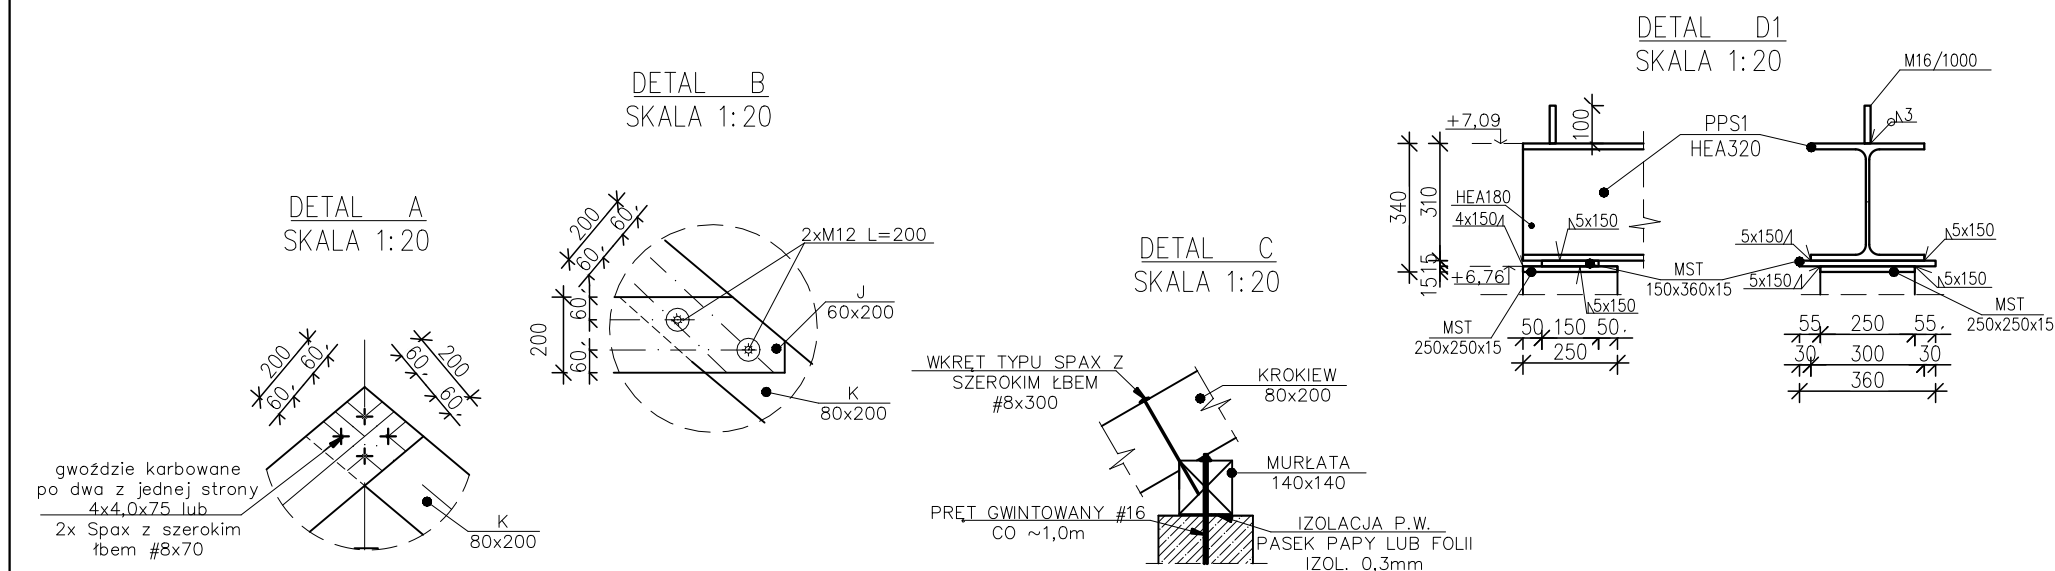 DETAL A
SKALA 1:20
200
60
60
200
60
60
gwoździe karbowane
po dwa z jednej strony
4x4,0x75 lub
2x Spax z szerokim
łbem #8x70
K
80x200
DETAL B
SKALA 1:20
200
60
60
200
60
60
2xM12 L=200
J
60x200
K
80x200
DETAL C
SKALA 1:20
WKRĘT TYPU SPAX Z
SZEROKIM ŁBEM
#8x300
KROKIEW
80x200
MURŁATA
140x140
PRĘT GWINTOWANY #16
CO ~1,0m
IZOLACJA P.W.
PASEK PAPY LUB FOLII
IZOL. 0,3mm
DETAL D1
SKALA 1:20
M16/1000
+7,09
100
3
PPS1
HEA320
340
310
HEA180
4x150
5x150
5x150
5x150
15
15
+6,76
MST
150x360x15
5x150
5x150
5x150
MST
250x250x15
MST
250x250x15
50 150 50
250
55 250 55
30 300 30
360